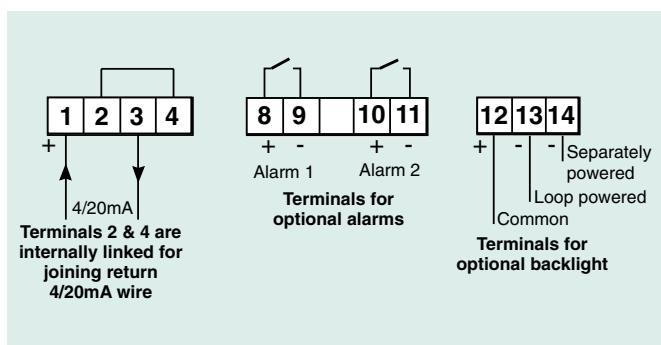 1 2 3 4
+
4/20mA
Terminals 2 & 4 are
internally linked for
joining return
4/20mA wire
8 9 10 11
+ - + -
Alarm 1 Alarm 2
Terminals for
optional alarms
12 13 14
+ - -
Separately
powered
Loop powered
Common
Terminals for
optional backlight